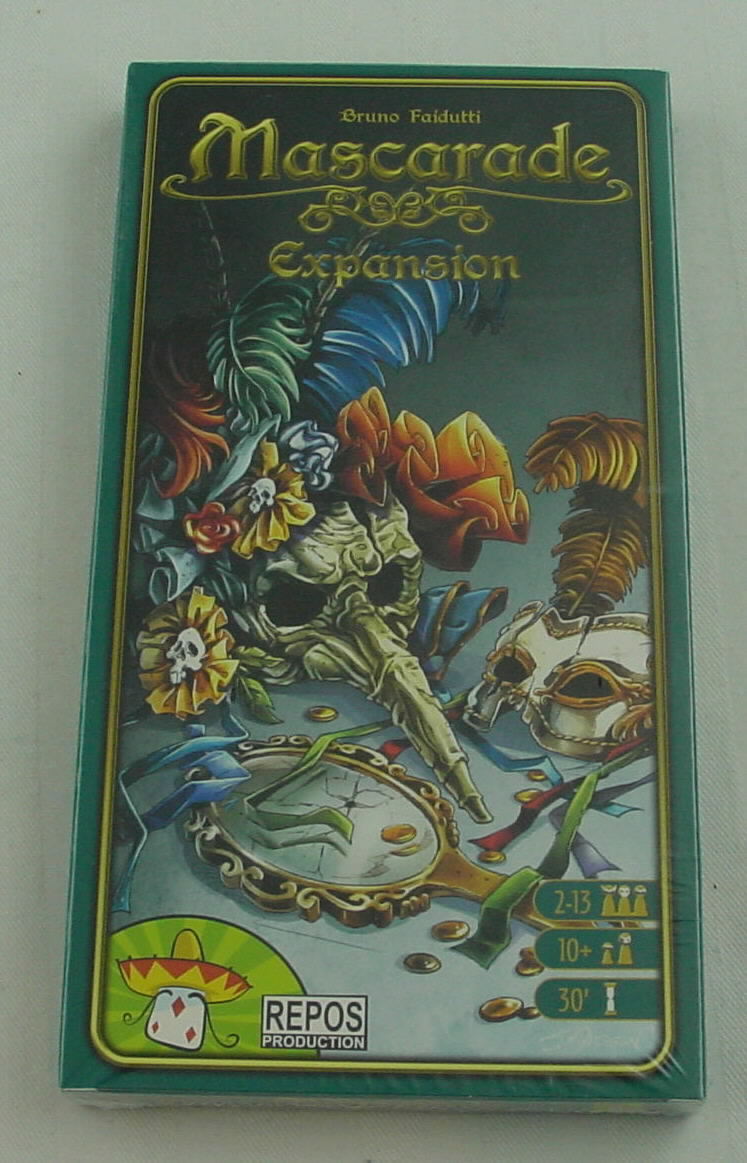 Bruno Faidutti
Mascarade
Expansion
2-13
10+
30'
REPOS
PRODUCTION